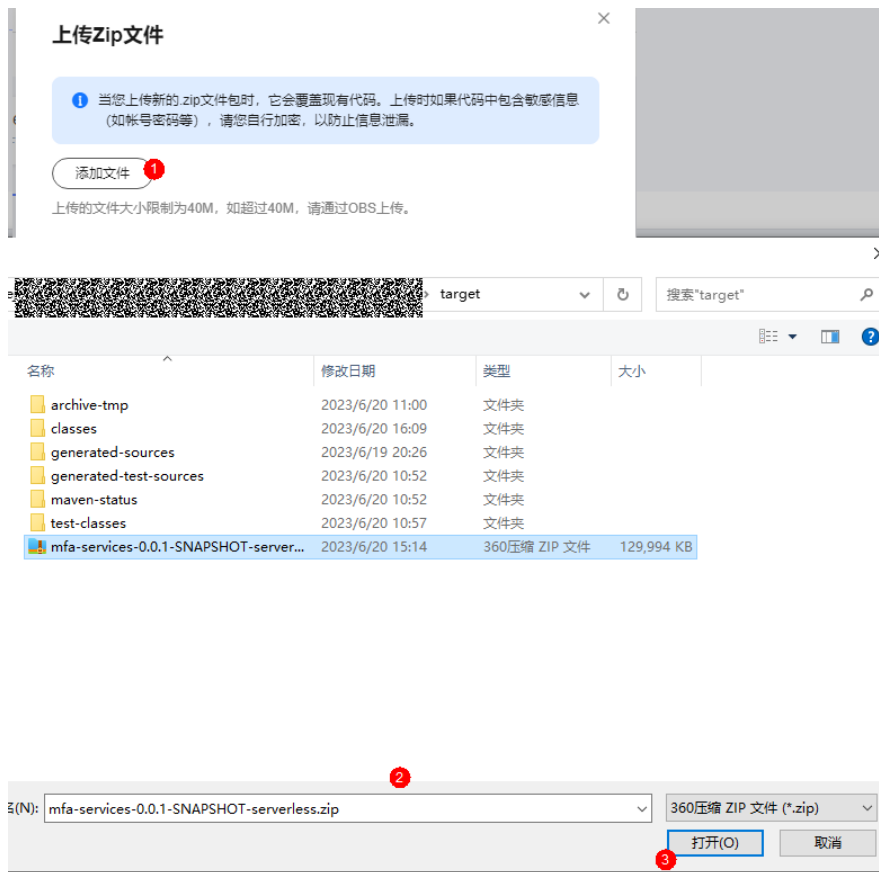 上传Zip文件
当您上传新的.zip文件包时，它会覆盖现有代码。上传时如果代码中包含敏感信息
（如帐号密码等），请您自行加密，以防止信息泄漏。
添加文件 1
上传的文件大小限制为40M，如超过40M，请通过OBS上传。
› target 搜索"target"
名称 修改日期 类型 大小
archive-tmp 2023/6/20 11:00 文件夹
classes 2023/6/20 16:09 文件夹
generated-sources 2023/6/19 20:26 文件夹
generated-test-sources 2023/6/20 10:52 文件夹
maven-status 2023/6/20 10:52 文件夹
test-classes 2023/6/20 10:57 文件夹
mfa-services-0.0.1-SNAPSHOT-server... 2023/6/20 15:14 360压缩 ZIP 文件 129,994 KB
2
(N): mfa-services-0.0.1-SNAPSHOT-serverless.zip 360压缩 ZIP 文件 (*.zip)
3 打开(O) 取消